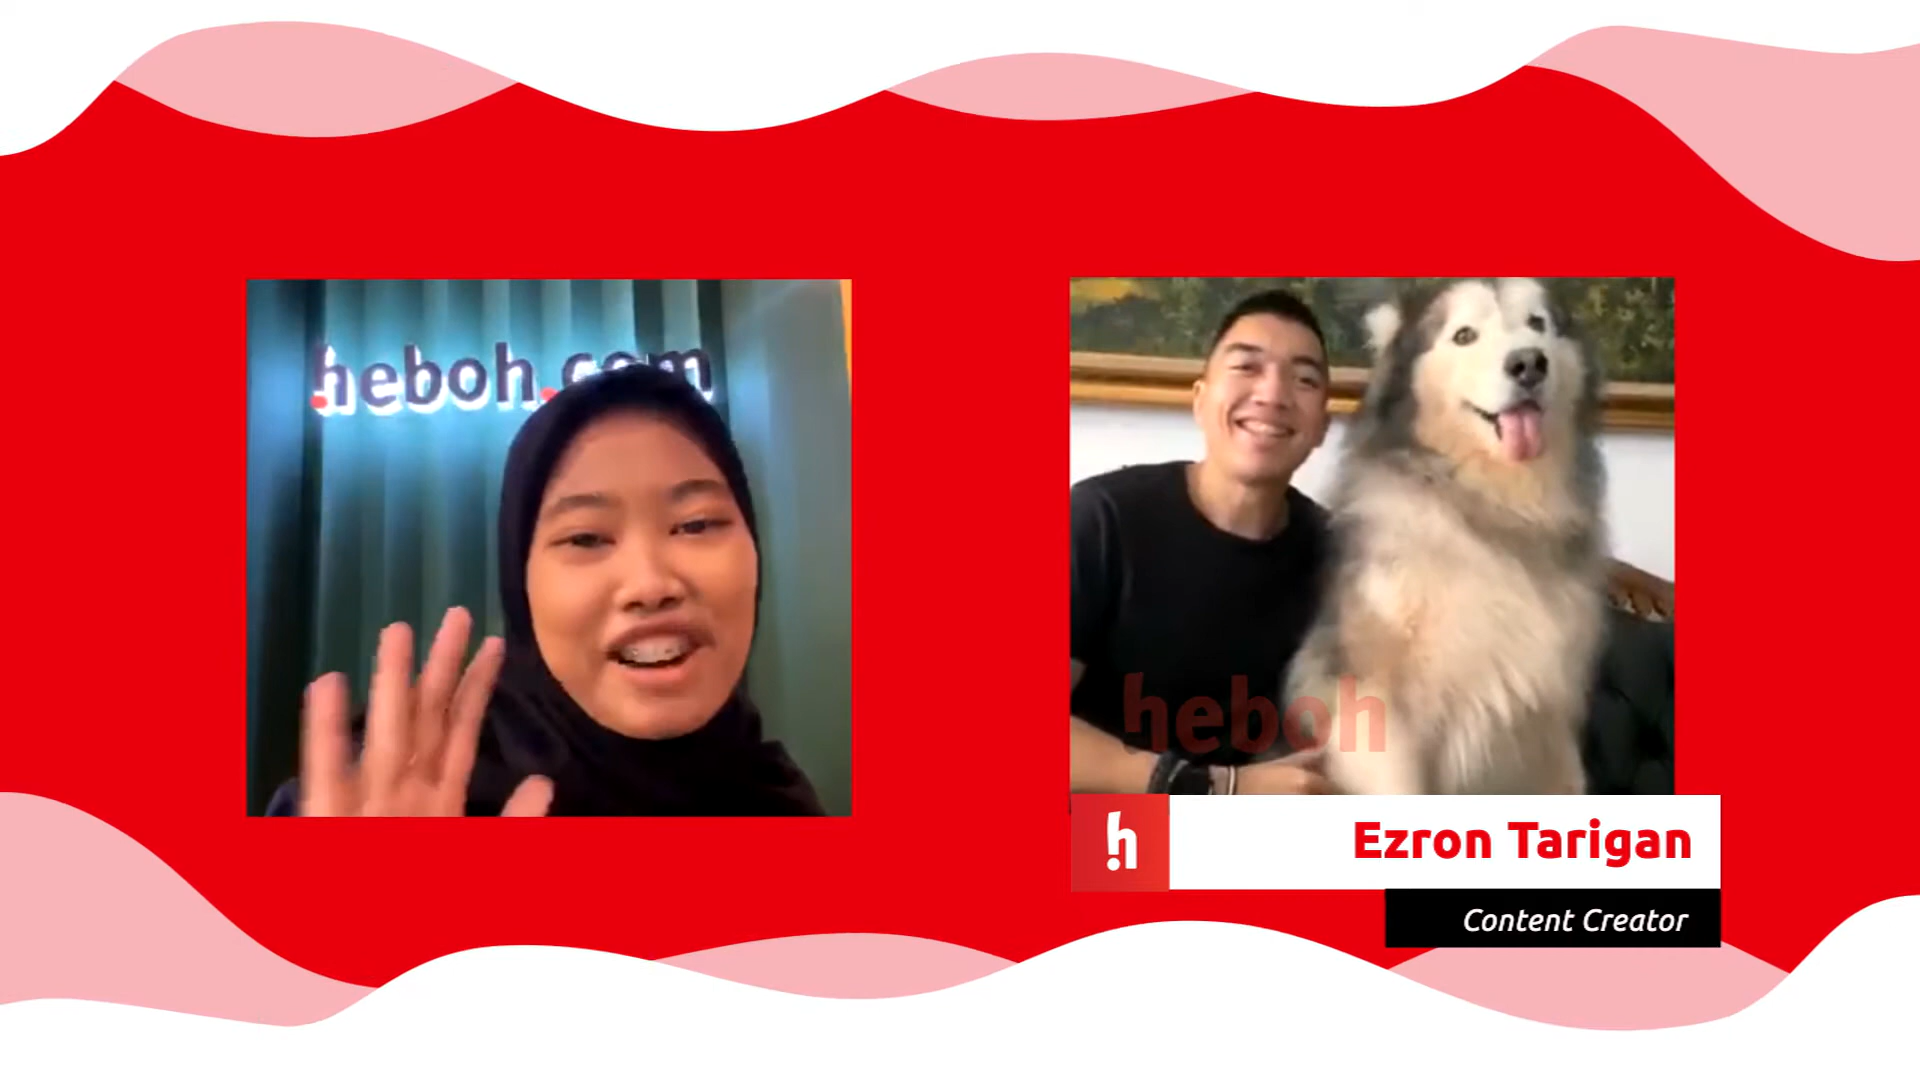 heboh.com
heboh
h
Ezron Tarigan
Content Creator